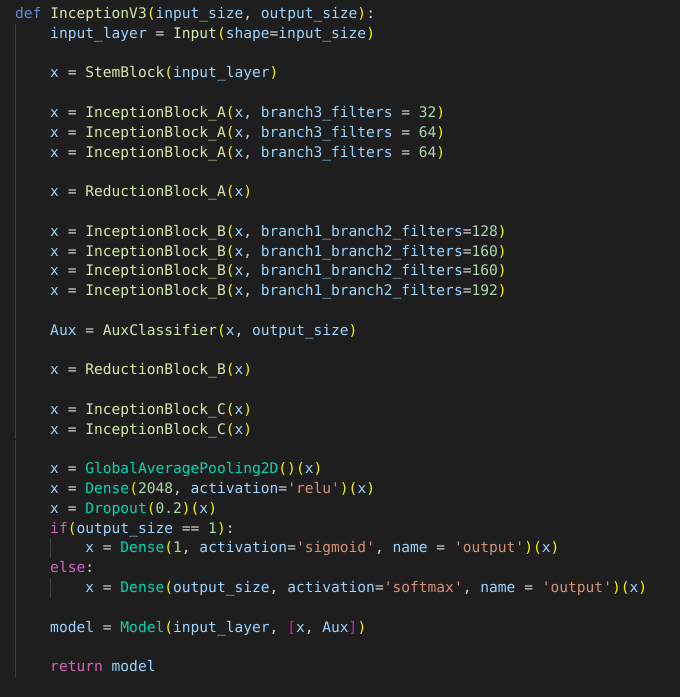 def InceptionV3(input_size, output_size):
    input_layer = Input(shape=input_size)

    x = StemBlock(input_layer)

    x = InceptionBlock_A(x, branch3_filters = 32)
    x = InceptionBlock_A(x, branch3_filters = 64)
    x = InceptionBlock_A(x, branch3_filters = 64)

    x = ReductionBlock_A(x)

    x = InceptionBlock_B(x, branch1_branch2_filters=128)
    x = InceptionBlock_B(x, branch1_branch2_filters=160)
    x = InceptionBlock_B(x, branch1_branch2_filters=160)
    x = InceptionBlock_B(x, branch1_branch2_filters=192)

    Aux = AuxClassifier(x, output_size)

    x = ReductionBlock_B(x)

    x = InceptionBlock_C(x)
    x = InceptionBlock_C(x)

    x = GlobalAveragePooling2D()(x)
    x = Dense(2048, activation='relu')(x)
    x = Dropout(0.2)(x)
    if(output_size == 1):
        x = Dense(1, activation='sigmoid', name = 'output')(x)
    else:
        x = Dense(output_size, activation='softmax', name = 'output')(x)

    model = Model(input_layer, [x, Aux])

    return model